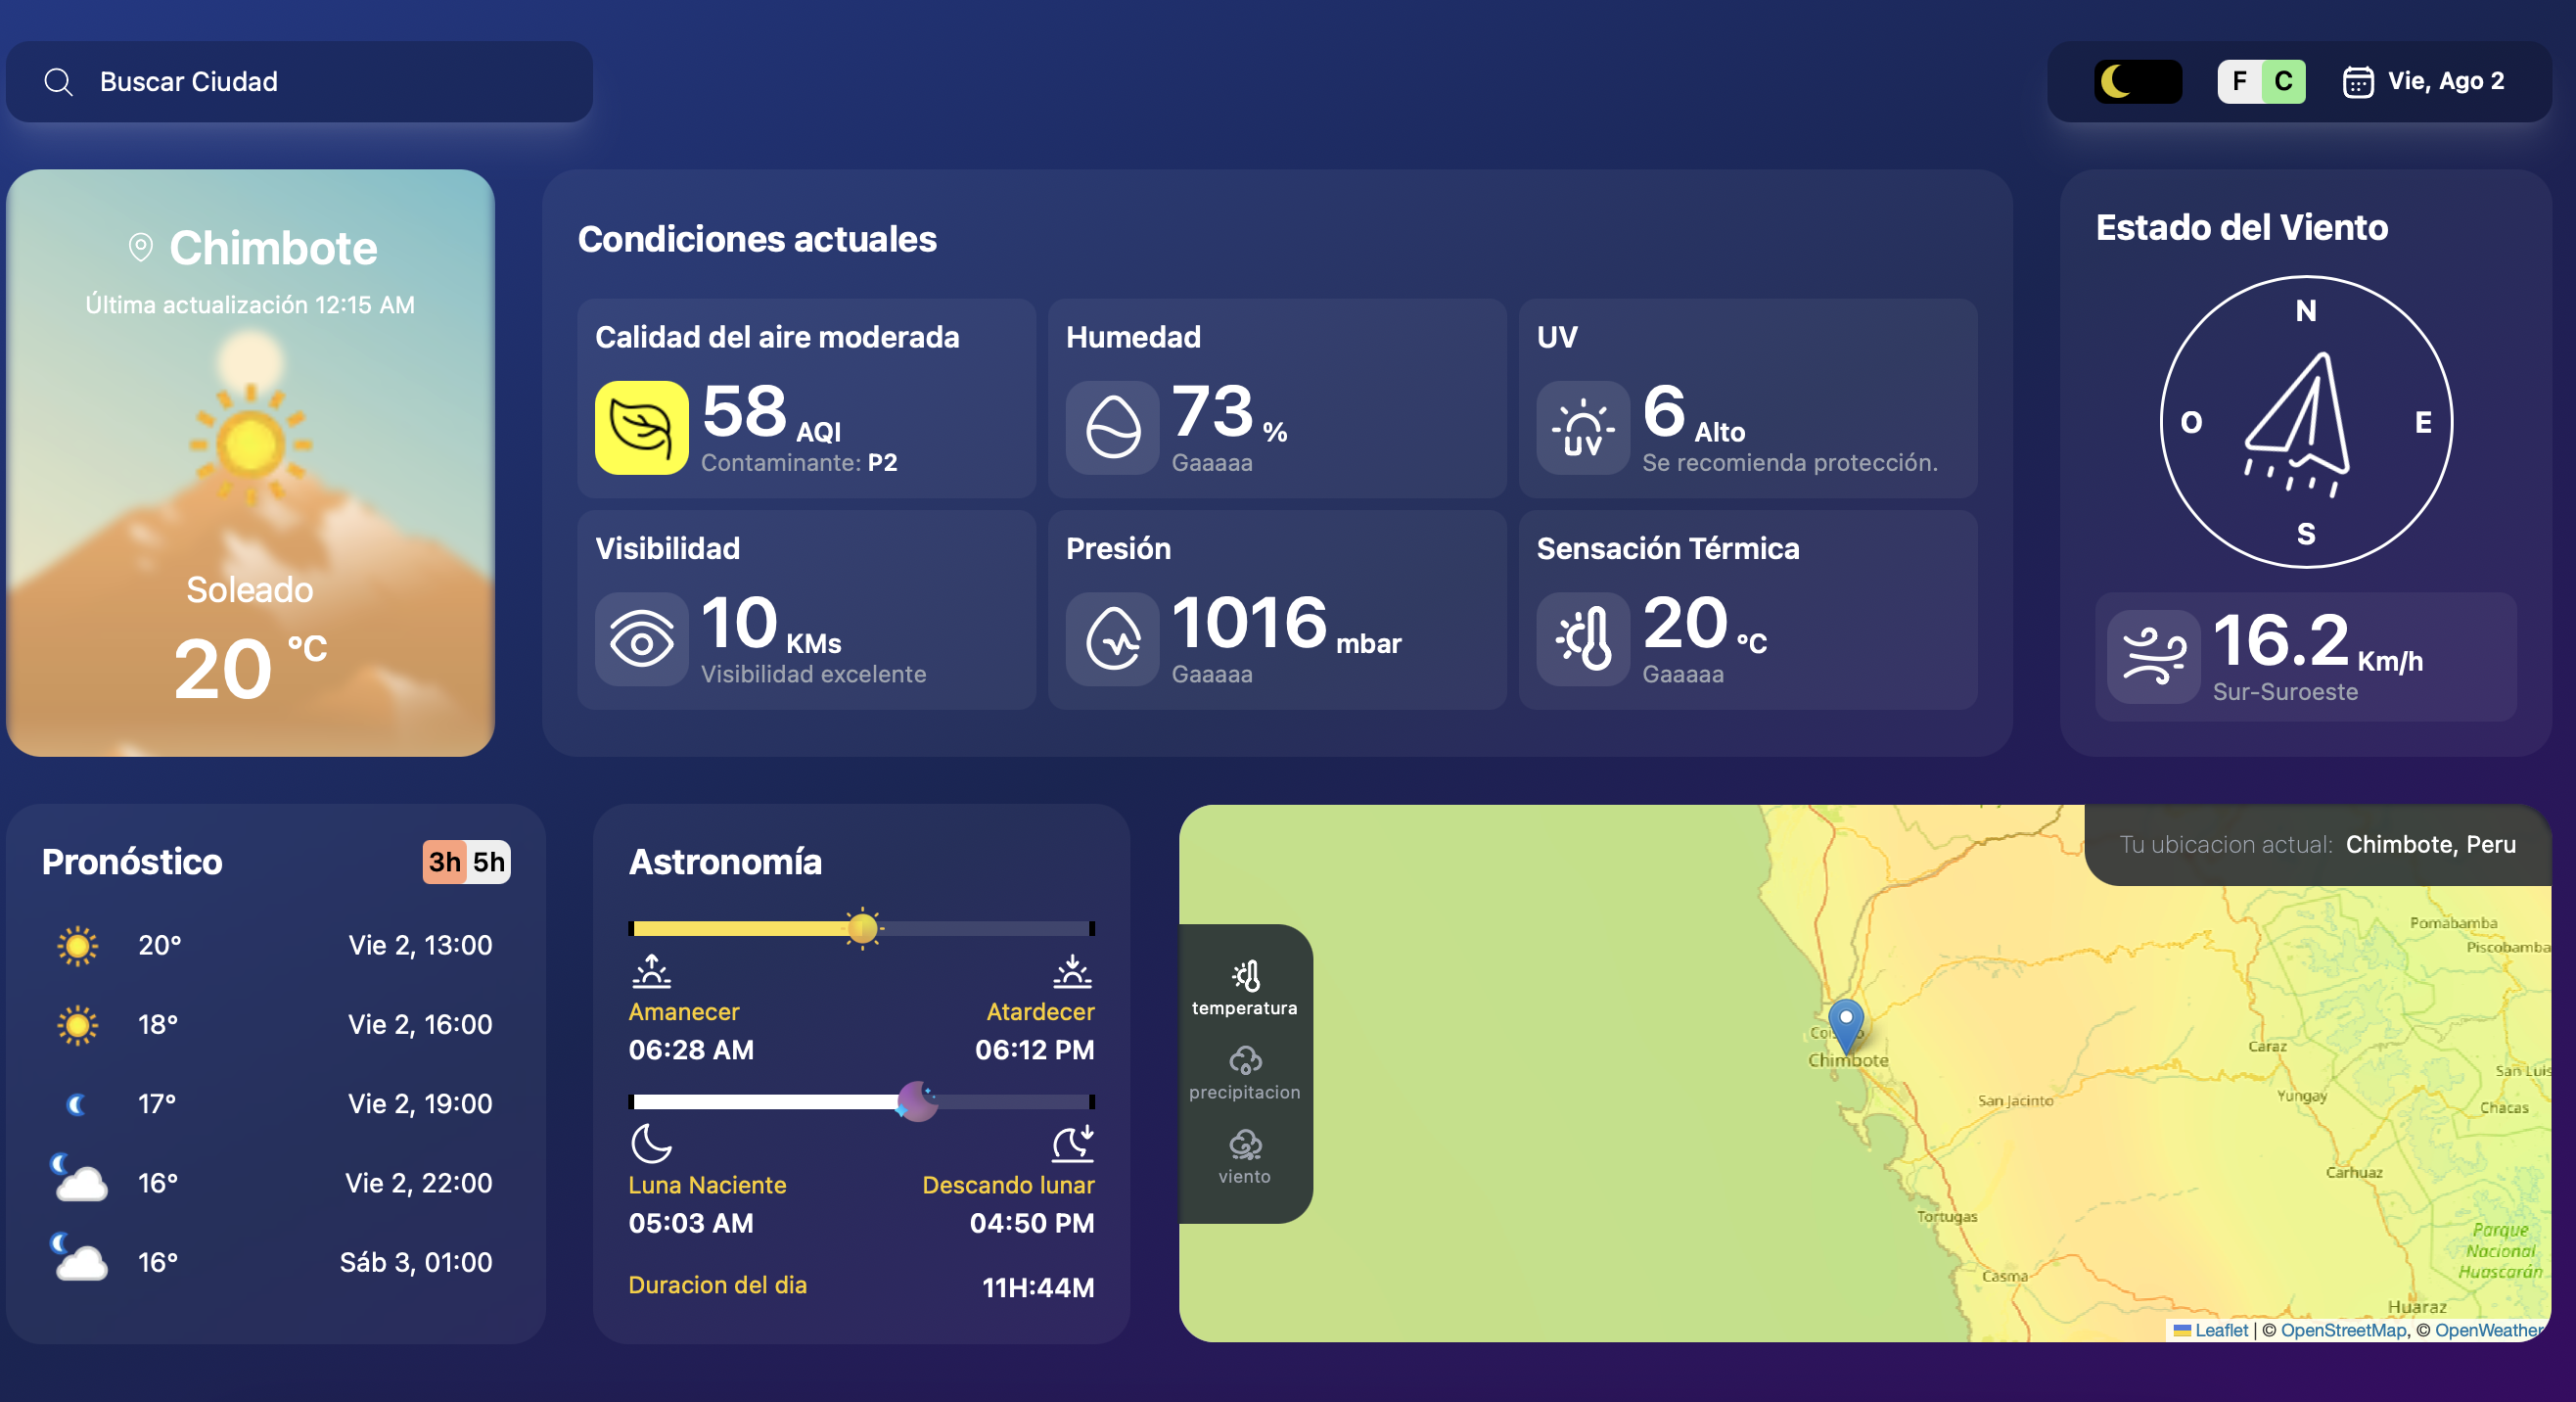 Buscar Ciudad
F C
Vie, Ago 2
Chimbote
Última actualización 12:15 AM
Soleado
20 °C
Condiciones actuales
Calidad del aire moderada
58 AQI
Contaminante: P2
Humedad
73 %
Gaaaaa
UV
UV
6 Alto
Se recomienda protección.
Visibilidad
10 KMs
Visibilidad excelente
Presión
1016 mbar
Gaaaaa
Sensación Térmica
20 °C
Gaaaaa
Estado del Viento
N
O E
S
16.2 Km/h
Sur-Suroeste
Pronóstico
3h 5h
20° Vie 2, 13:00
18° Vie 2, 16:00
17° Vie 2, 19:00
16° Vie 2, 22:00
16° Sáb 3, 01:00
Astronomía
Amanecer Atardecer
06:28 AM 06:12 PM
Luna Naciente Descando lunar
05:03 AM 04:50 PM
Duracion del dia 11H:44M
Tu ubicacion actual: Chimbote, Peru
temperatura
precipitacion
viento
Pomabamba
Piscobamba
Chimbote
Caraz
San Luis
San Jacinto
Yungay
Chacas
Carhuaz
Tortugas
Parque
Nacional
Huascarán
Casma
Huaraz
Leaflet | © OpenStreetMap, © OpenWeather